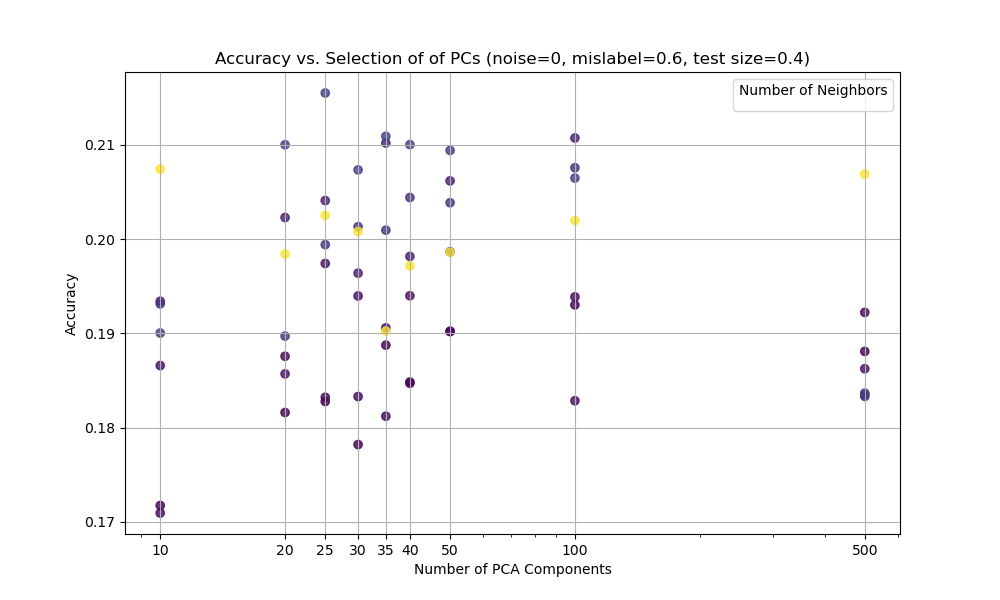 Accuracy vs. Selection of of PCs (noise=0, mislabel=0.6, test size=0.4)
Number of Neighbors
0.21
0.20
0.19
0.18
0.17
Accuracy
10 20 25 30 35 40 50 100 500
Number of PCA Components